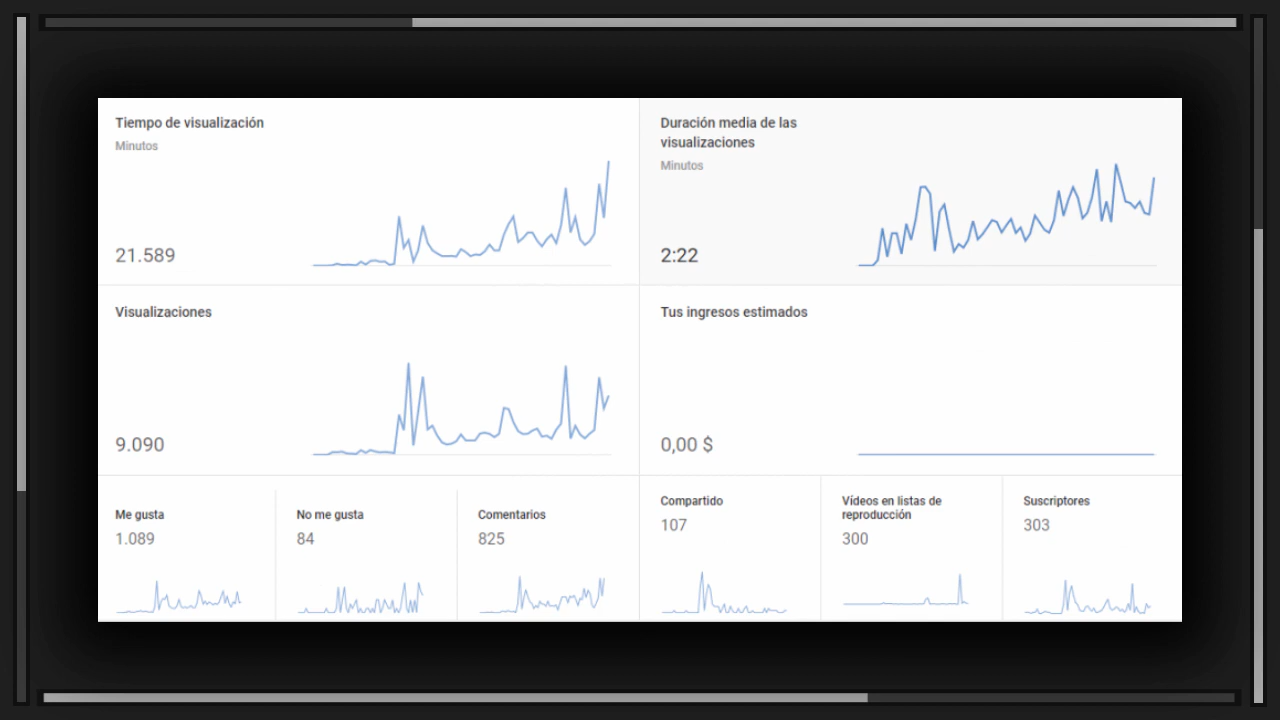 Tiempo de visualización
Minutos
21.589
Duración media de las
visualizaciones
Minutos
2:22
Visualizaciones
9.090
Tus ingresos estimados
0,00 $
Me gusta
1.089
No me gusta
84
Comentarios
825
Compartido
107
Vídeos en listas de
reproducción
300
Suscriptores
303